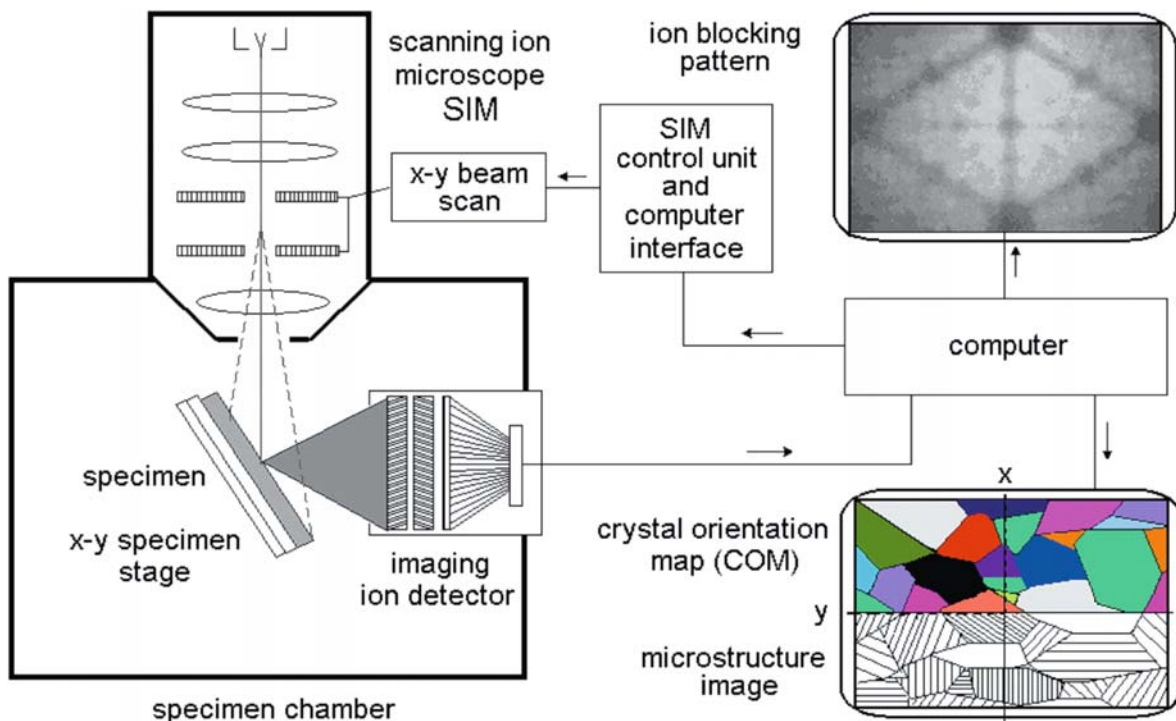 scanning ion
microscope
SIM
ion blocking
pattern
SIM
control unit
and
computer
interface
x-y beam
scan
computer
specimen
x-y specimen
stage
imaging
ion detector
x
crystal orientation
map (COM)
y
microstructure
image
specimen chamber